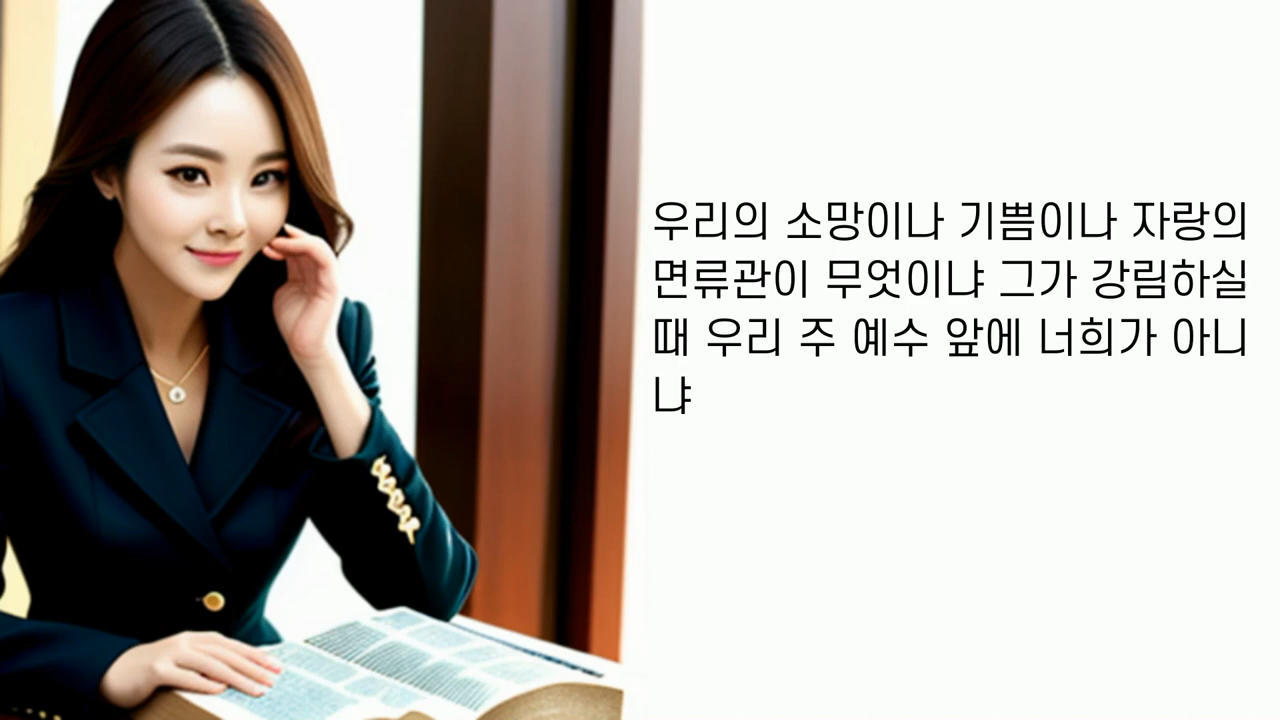 우리의 소망이나 기쁨이나 자랑의
면류관이 무엇이냐 그가 강림하실
때 우리 주 예수 앞에 너희가 아니
냐